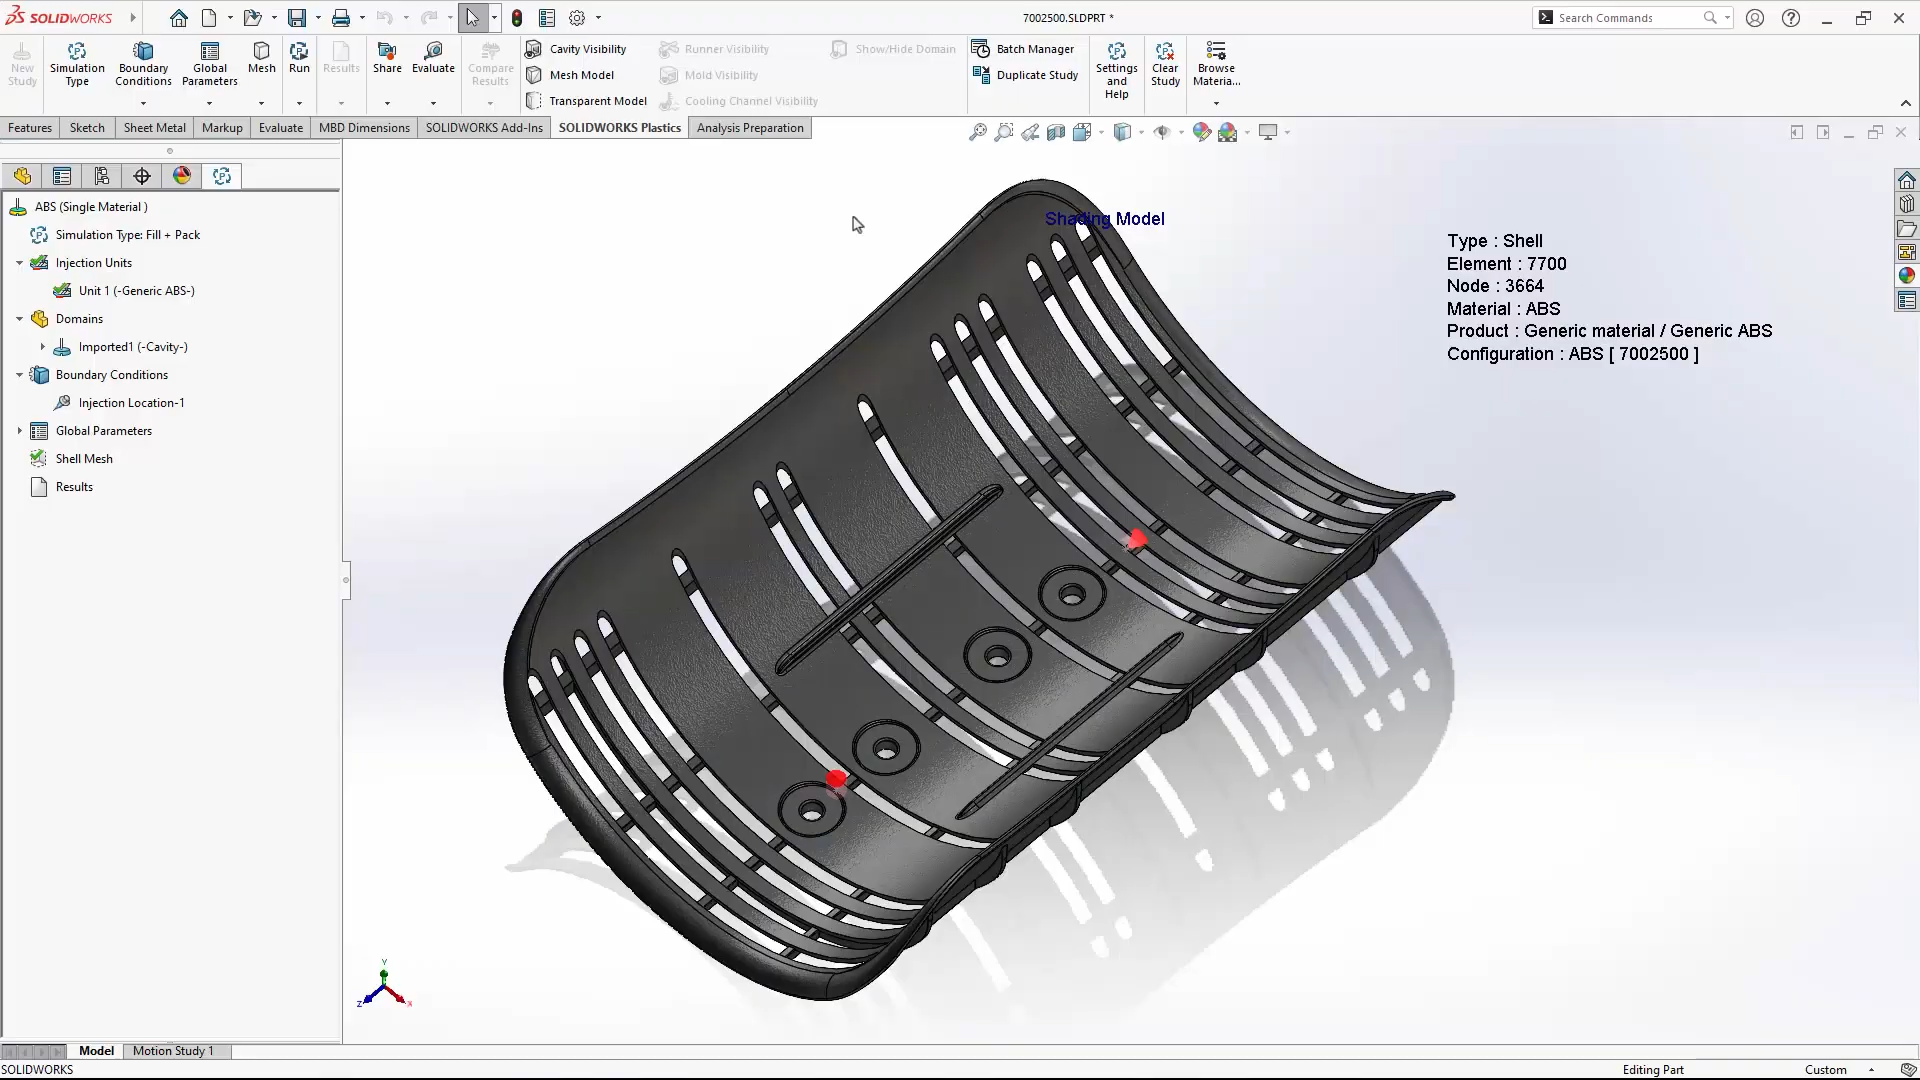 SOLIDWORKS
7002500.SLDPRT *
Search Commands
New Study
Simulation Type
Boundary Conditions
Global Parameters
Mesh
Run
Results
Share
Evaluate
Compare Results
Cavity Visibility
Mesh Model
Transparent Model
Runner Visibility
Mold Visibility
Cooling Channel Visibility
Show/Hide Domain
Batch Manager
Duplicate Study
Settings and Help
Clear Study
Browse Materia...
Features
Sketch
Sheet Metal
Markup
Evaluate
MBD Dimensions
SOLIDWORKS Add-Ins
SOLIDWORKS Plastics
Analysis Preparation
ABS (Single Material )
Simulation Type: Fill + Pack
Injection Units
Unit 1 (-Generic ABS-)
Domains
Imported1 (-Cavity-)
Boundary Conditions
Injection Location-1
Global Parameters
Shell Mesh
Results
Shading Model
Type : Shell
Element : 7700
Node : 3664
Material : ABS
Product : Generic material / Generic ABS
Configuration : ABS [ 7002500 ]
Y
Z
X
Model
Motion Study 1
SOLIDWORKS
Editing Part
Custom